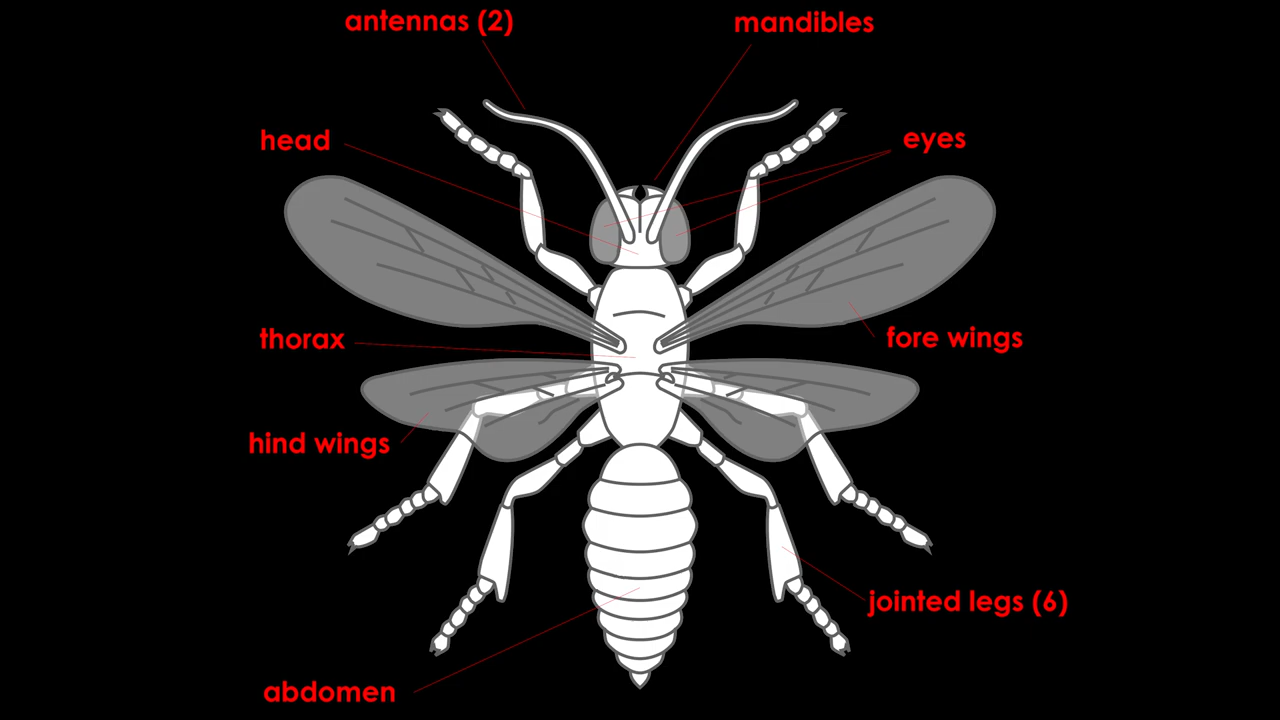 antennas (2)
mandibles
head
eyes
thorax
fore wings
hind wings
jointed legs (6)
abdomen